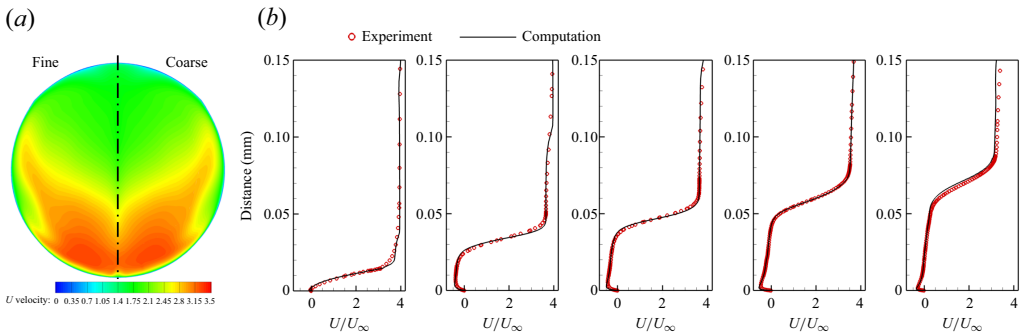 (a)
Fine
Coarse
U velocity: 0 0.35 0.7 1.05 1.4 1.75 2.1 2.45 2.8 3.15 3.5
(b)
Experiment
Computation
Distance (mm)
0.15
0.10
0.05
0
0 2 4
U/U∞
0.15
0.10
0.05
0
0 2 4
U/U∞
0.15
0.10
0.05
0
0 2 4
U/U∞
0.15
0.10
0.05
0
0 2 4
U/U∞
0.15
0.10
0.05
0
0 2 4
U/U∞